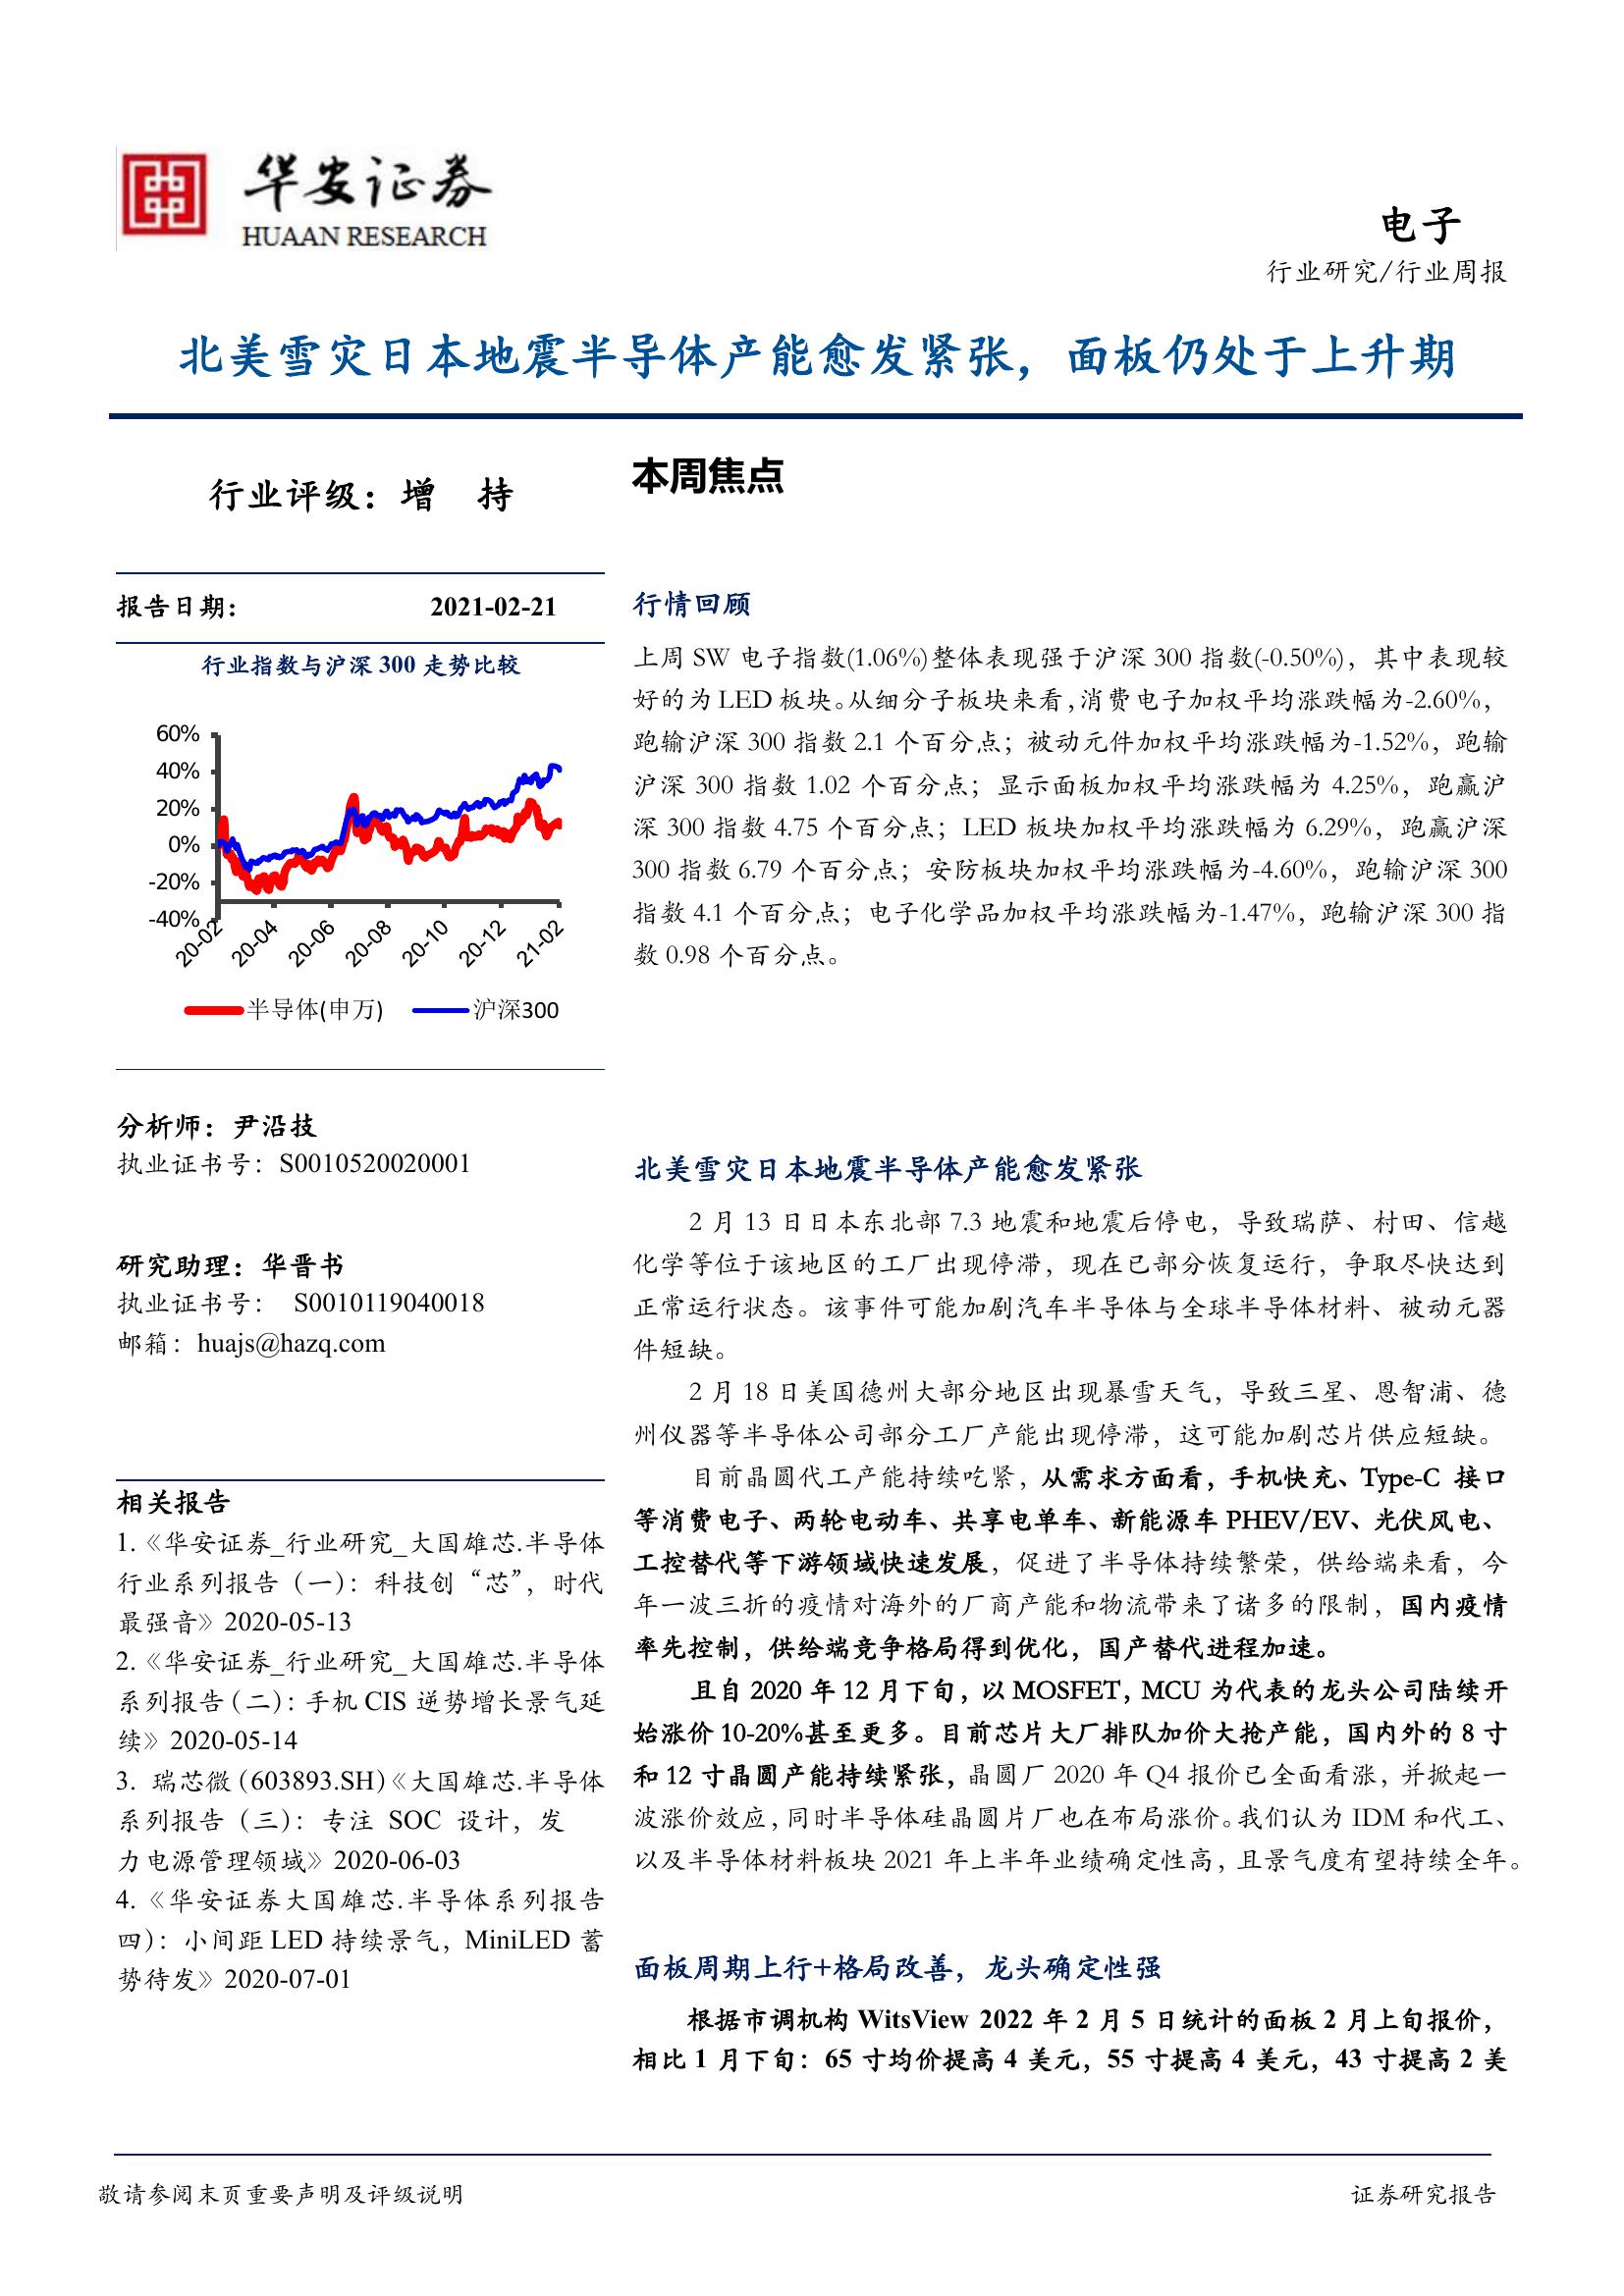 华安证券
HUAAN RESEARCH
电子
行业研究/行业周报
北美雪灾日本地震半导体产能愈发紧张，面板仍处于上升期
行业评级：增 持
报告日期： 2021-02-21
行业指数与沪深 300 走势比较
60%
40%
20%
0%
-20%
-40%
20-02 20-04 20-06 20-08 20-10 20-12 21-02
半导体(申万) 沪深300
分析师：尹沿技
执业证书号：S0010520020001
研究助理：华晋书
执业证书号： S0010119040018
邮箱：huajs@hazq.com
相关报告
1.《华安证券_行业研究_大国雄芯.半导体
行业系列报告（一）：科技创“芯”，时代
最强音》2020-05-13
2.《华安证券_行业研究_大国雄芯.半导体
系列报告（二）：手机 CIS 逆势增长景气延
续》2020-05-14
3. 瑞芯微（603893.SH）《大国雄芯.半导体
系列报告（三）：专注 SOC 设计，发
力电源管理领域》2020-06-03
4.《华安证券大国雄芯.半导体系列报告
四）：小间距 LED 持续景气，MiniLED 蓄
势待发》2020-07-01
本周焦点
行情回顾
上周 SW 电子指数(1.06%)整体表现强于沪深 300 指数(-0.50%)，其中表现较
好的为 LED 板块。从细分子板块来看，消费电子加权平均涨跌幅为-2.60%，
跑输沪深 300 指数 2.1 个百分点；被动元件加权平均涨跌幅为-1.52%，跑输
沪深 300 指数 1.02 个百分点；显示面板加权平均涨跌幅为 4.25%，跑赢沪
深 300 指数 4.75 个百分点；LED 板块加权平均涨跌幅为 6.29%，跑赢沪深
300 指数 6.79 个百分点；安防板块加权平均涨跌幅为-4.60%，跑输沪深 300
指数 4.1 个百分点；电子化学品加权平均涨跌幅为-1.47%，跑输沪深 300 指
数 0.98 个百分点。
北美雪灾日本地震半导体产能愈发紧张
2 月 13 日日本东北部 7.3 地震和地震后停电，导致瑞萨、村田、信越
化学等位于该地区的工厂出现停滞，现在已部分恢复运行，争取尽快达到
正常运行状态。该事件可能加剧汽车半导体与全球半导体材料、被动元器
件短缺。
2 月 18 日美国德州大部分地区出现暴雪天气，导致三星、恩智浦、德
州仪器等半导体公司部分工厂产能出现停滞，这可能加剧芯片供应短缺。
目前晶圆代工产能持续吃紧，从需求方面看，手机快充、Type-C 接口
等消费电子、两轮电动车、共享电单车、新能源车 PHEV/EV、光伏风电、
工控替代等下游领域快速发展，促进了半导体持续繁荣，供给端来看，今
年一波三折的疫情对海外的厂商产能和物流带来了诸多的限制，国内疫情
率先控制，供给端竞争格局得到优化，国产替代进程加速。
且自 2020 年 12 月下旬，以 MOSFET，MCU 为代表的龙头公司陆续开
始涨价 10-20%甚至更多。目前芯片大厂排队加价大抢产能，国内外的 8 寸
和 12 寸晶圆产能持续紧张，晶圆厂 2020 年 Q4 报价已全面看涨，并掀起一
波涨价效应，同时半导体硅晶圆片厂也在布局涨价。我们认为 IDM 和代工、
以及半导体材料板块 2021 年上半年业绩确定性高，且景气度有望持续全年。
面板周期上行+格局改善，龙头确定性强
根据市调机构 WitsView 2022 年 2 月 5 日统计的面板 2 月上旬报价，
相比 1 月下旬：65 寸均价提高 4 美元，55 寸提高 4 美元，43 寸提高 2 美
敬请参阅末页重要声明及评级说明 证券研究报告